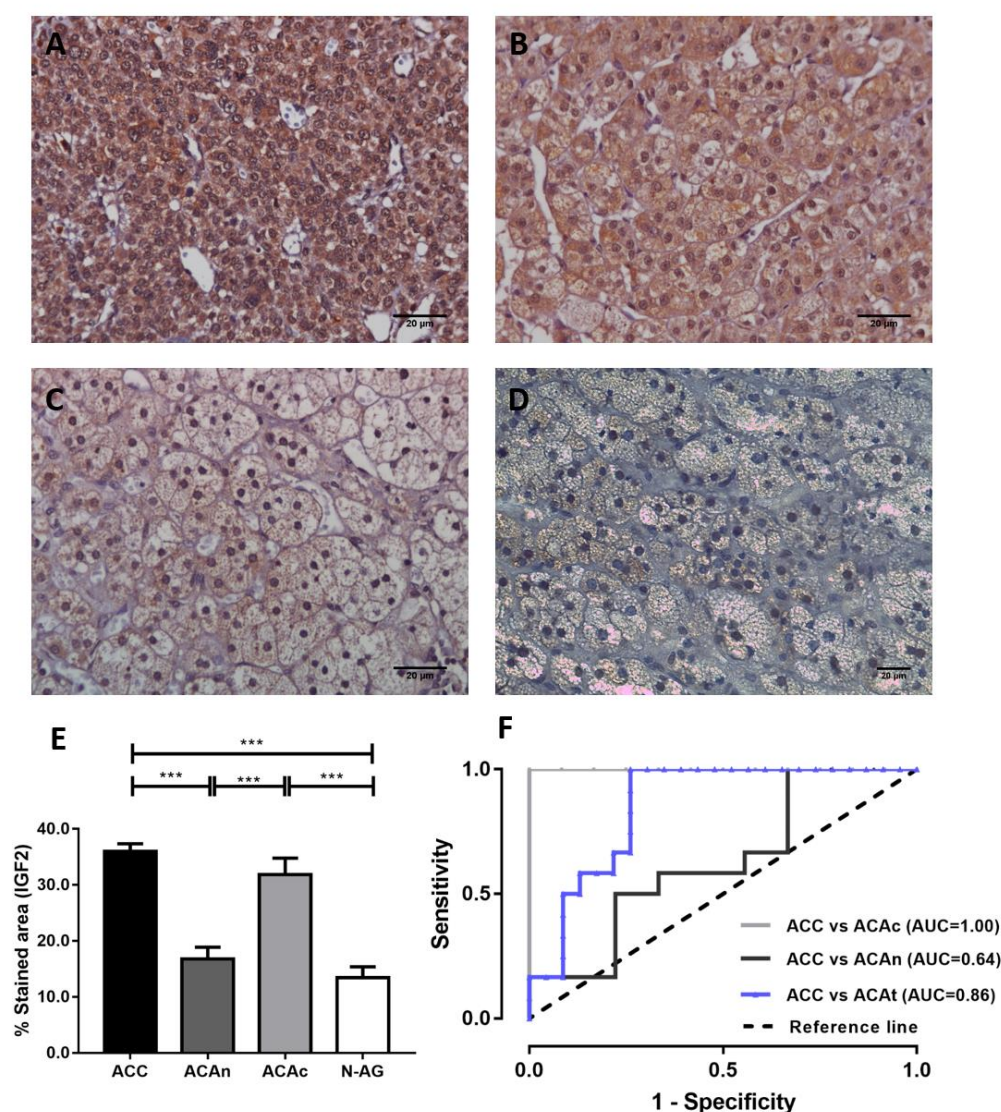 A
B
20 µm
20 µm
C
D
20 µm
20 µm
E
***
***
***
***
% Stained area (IGF2)
40.0
30.0
20.0
10.0
0.0
ACC
ACAn
ACAc
N-AG
F
Sensitivity
1.0
0.5
0.0
ACC vs ACAc (AUC=1.00)
ACC vs ACAn (AUC=0.64)
ACC vs ACAt (AUC=0.86)
Reference line
0.0
0.5
1.0
1 - Specificity